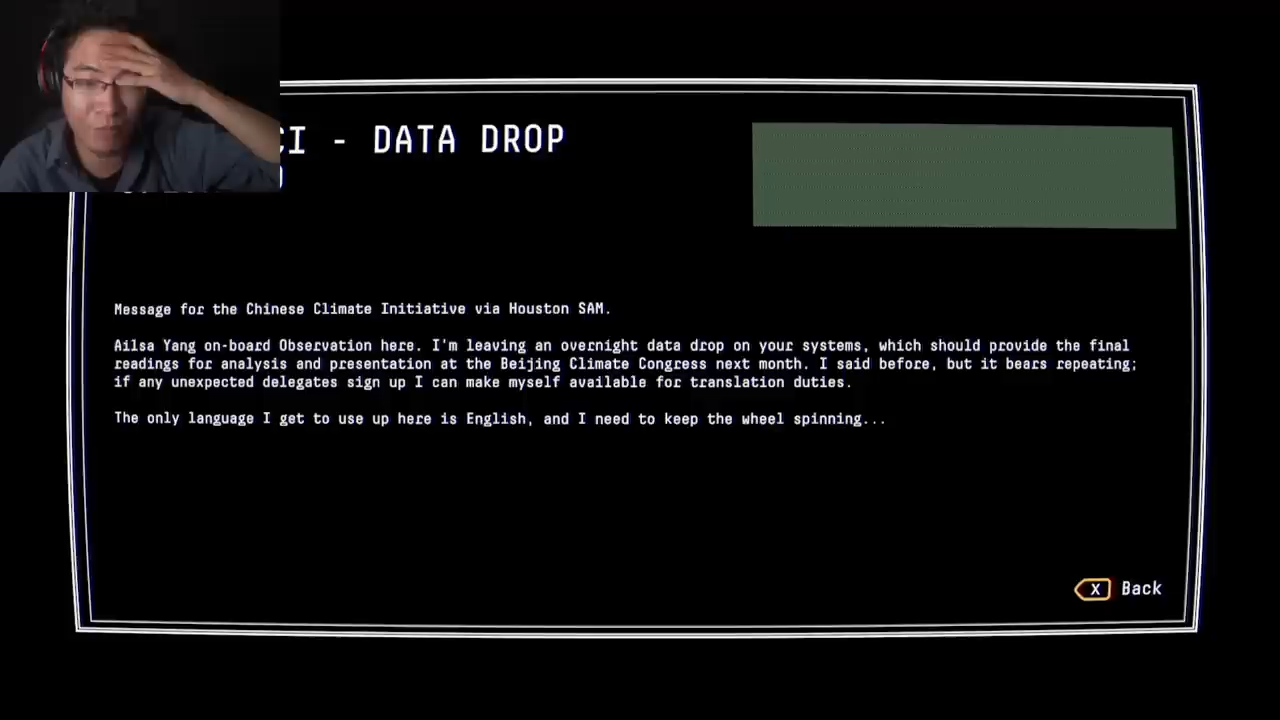 CI - DATA DROP
Message for the Chinese Climate Initiative via Houston SAM.
Ailsa Yang on-board Observation here. I'm leaving an overnight data drop on your systems, which should provide the final
readings for analysis and presentation at the Beijing Climate Congress next month. I said before, but it bears repeating;
if any unexpected delegates sign up I can make myself available for translation duties.
The only language I get to use up here is English, and I need to keep the wheel spinning...
X Back